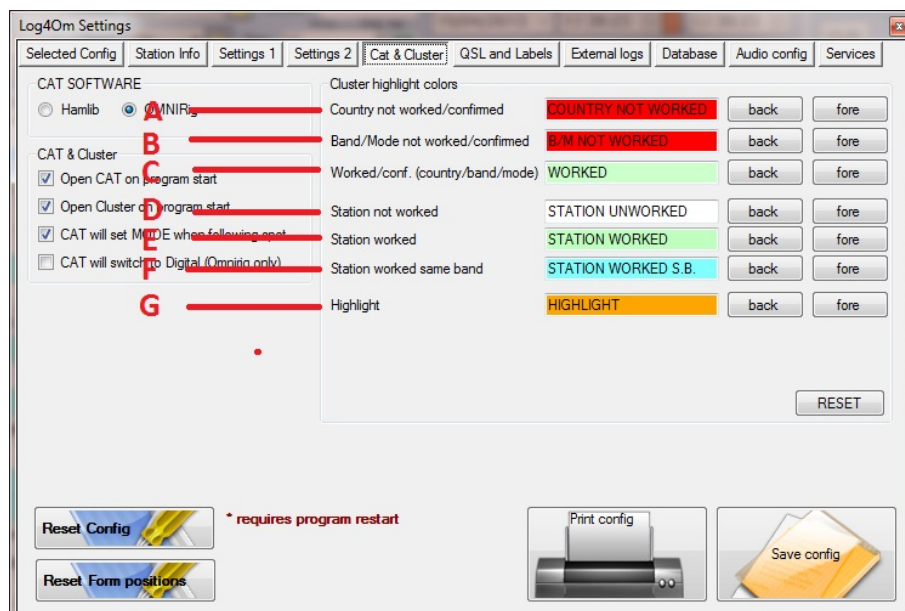 Log4Om Settings
Selected Config Station Info Settings 1 Settings 2 Cat & Cluster QSL and Labels External logs Database Audio config Services
CAT SOFTWARE
Hamlib OMNIRig
CAT & Cluster
Open CAT on program start
Open Cluster on program start
CAT will set MODE when following spot
CAT will switch to Digital (Omnirig only)
Cluster highlight colors
A Country not worked/confirmed COUNTRY NOT WORKED back fore
B Band/Mode not worked/confirmed B/M NOT WORKED back fore
C Worked/conf. (country/band/mode) WORKED back fore
D Station not worked STATION UNWORKED back fore
E Station worked STATION WORKED back fore
F Station worked same band STATION WORKED S.B. back fore
G Highlight HIGHLIGHT back fore
RESET
Reset Config
* requires program restart
Reset Form positions
Print config
Save config